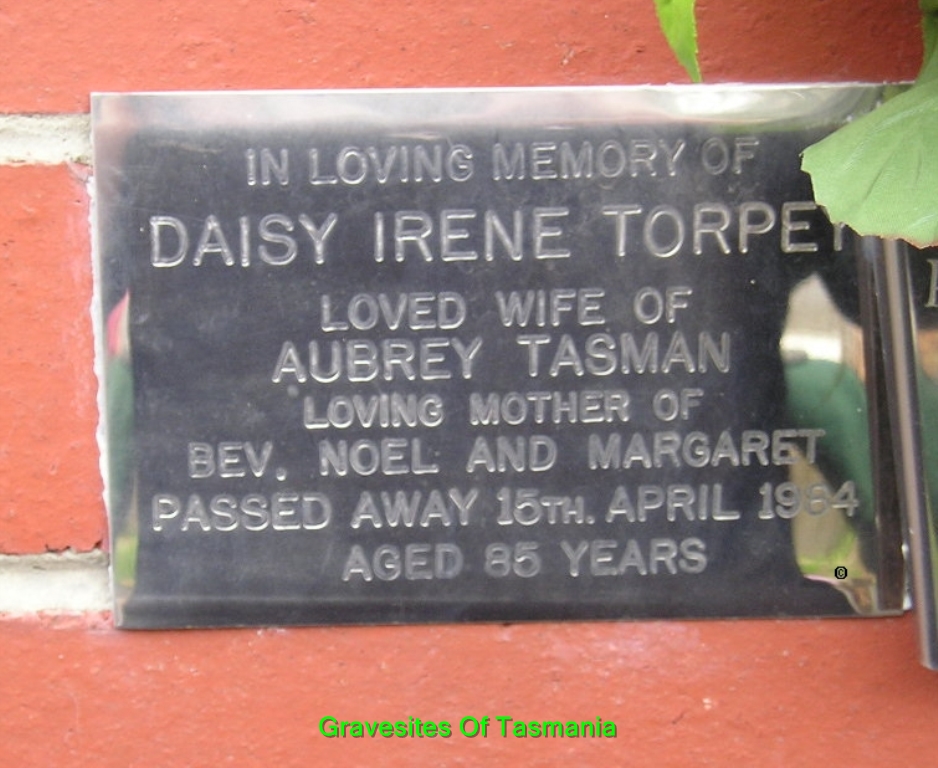 IN LOVING MEMORY OF
DAISY IRENE TORPEY
LOVED WIFE OF
AUBREY TASMAN
LOVING MOTHER OF
BEV, NOEL AND MARGARET
PASSED AWAY 15TH. APRIL 1984
AGED 85 YEARS
©
Gravesites Of Tasmania